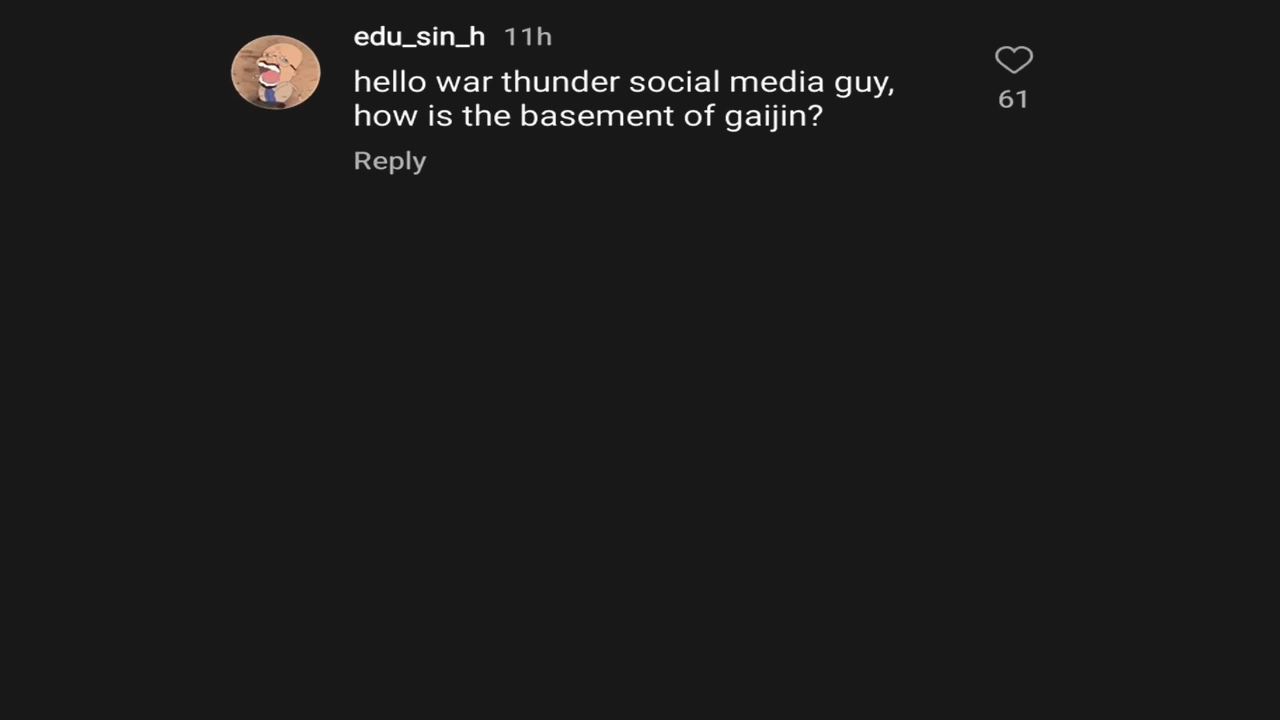 edu_sin_h 11h
hello war thunder social media guy,
how is the basement of gaijin?
61
Reply